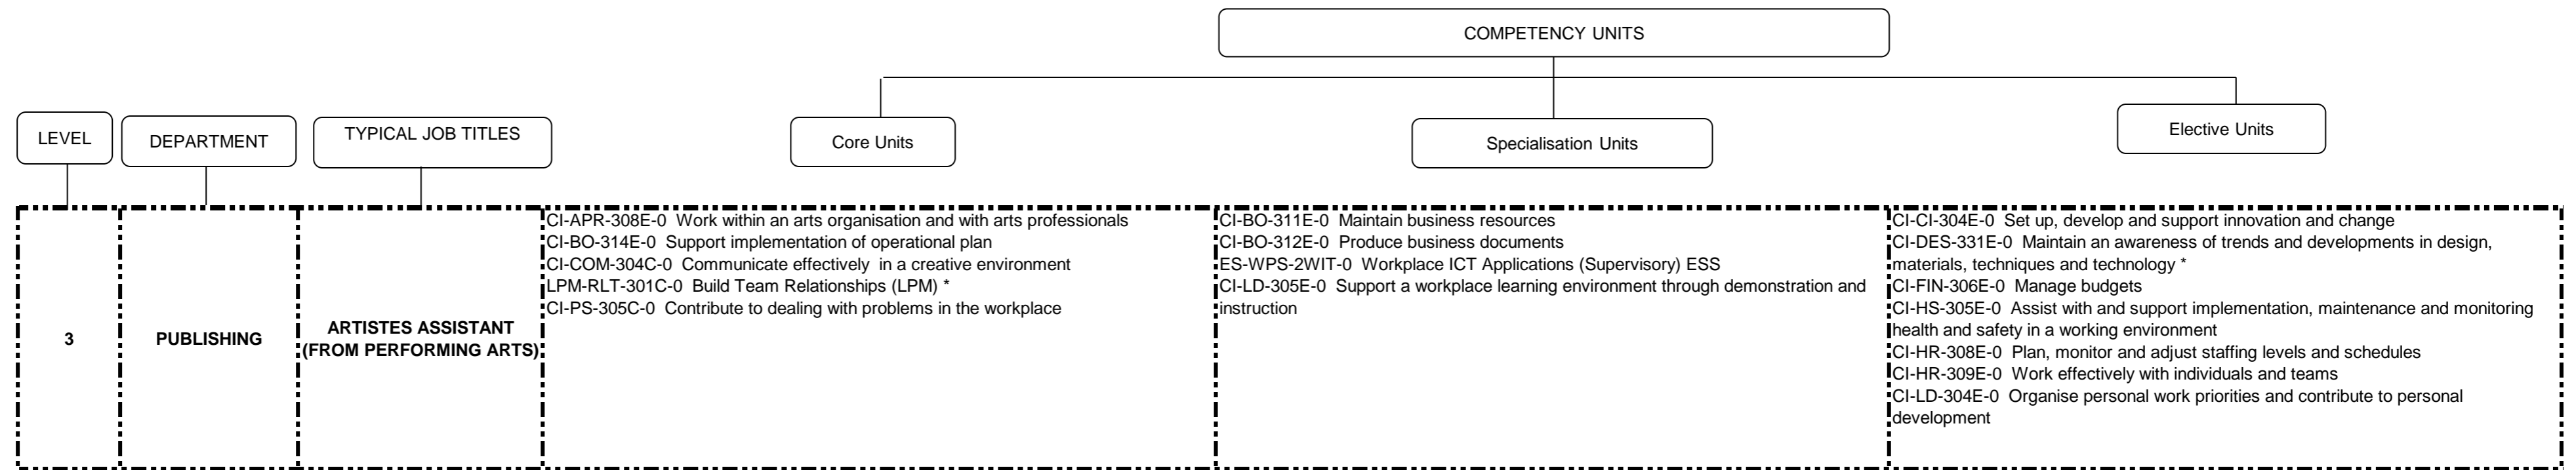 COMPETENCY UNITS
LEVEL
DEPARTMENT
TYPICAL JOB TITLES
Core Units
Specialisation Units
Elective Units
3
PUBLISHING
ARTISTES ASSISTANT
(FROM PERFORMING ARTS)
CI-APR-308E-0 Work within an arts organisation and with arts professionals
CI-BO-314E-0 Support implementation of operational plan
CI-COM-304C-0 Communicate effectively in a creative environment
LPM-RLT-301C-0 Build Team Relationships (LPM) *
CI-PS-305C-0 Contribute to dealing with problems in the workplace
CI-BO-311E-0 Maintain business resources
CI-BO-312E-0 Produce business documents
ES-WPS-2WIT-0 Workplace ICT Applications (Supervisory) ESS
CI-LD-305E-0 Support a workplace learning environment through demonstration and
instruction
CI-CI-304E-0 Set up, develop and support innovation and change
CI-DES-331E-0 Maintain an awareness of trends and developments in design,
materials, techniques and technology *
CI-FIN-306E-0 Manage budgets
CI-HS-305E-0 Assist with and support implementation, maintenance and monitoring
health and safety in a working environment
CI-HR-308E-0 Plan, monitor and adjust staffing levels and schedules
CI-HR-309E-0 Work effectively with individuals and teams
CI-LD-304E-0 Organise personal work priorities and contribute to personal
development